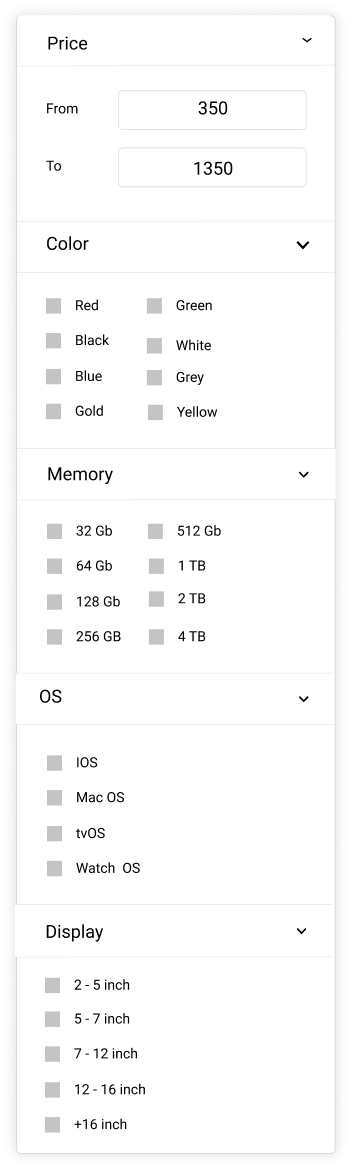 Price
From 350
To 1350
Color
Red Green
Black White
Blue Grey
Gold Yellow
Memory
32 Gb 512 Gb
64 Gb 1 TB
128 Gb 2 TB
256 GB 4 TB
OS
IOS
Mac OS
tvOS
Watch OS
Display
2 - 5 inch
5 - 7 inch
7 - 12 inch
12 - 16 inch
+16 inch